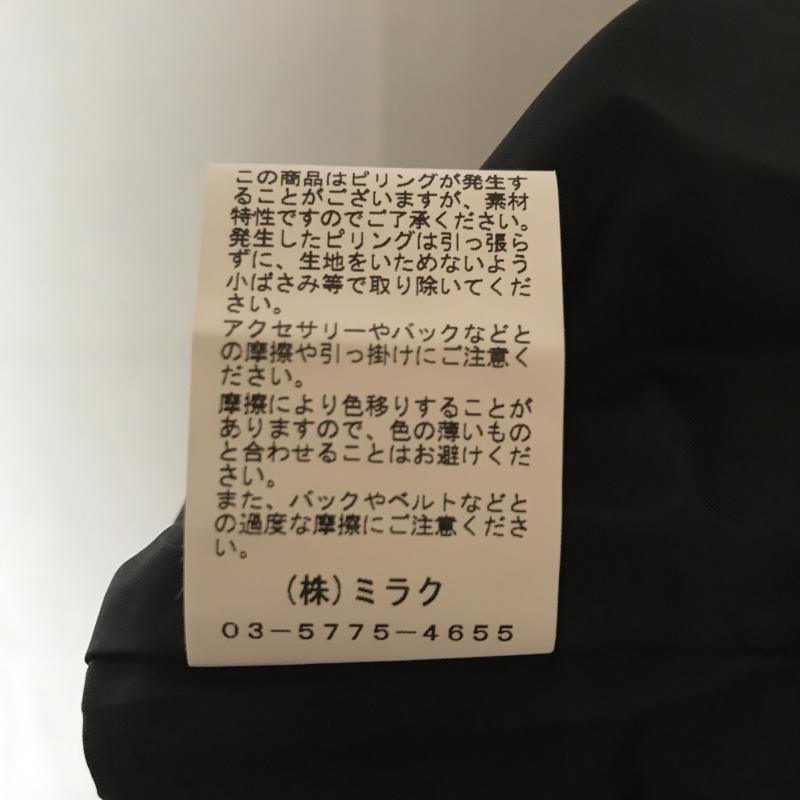 この商品はピリングが発生す
ることがございますが、素材
特性ですのでご了承ください。
発生したピリングは引っ張ら
ずに、生地をいためないよう
小ばさみ等で取り除いてくだ
さい。
アクセサリーやバックなどと
の摩擦や引っ掛けにご注意く
ださい。
摩擦により色移りすることが
ありますので、色の薄いもの
と合わせることはお避けくだ
さい。
また、バックやベルトなどと
の過度な摩擦にご注意くださ
い。
(株)ミラク
03-5775-4655